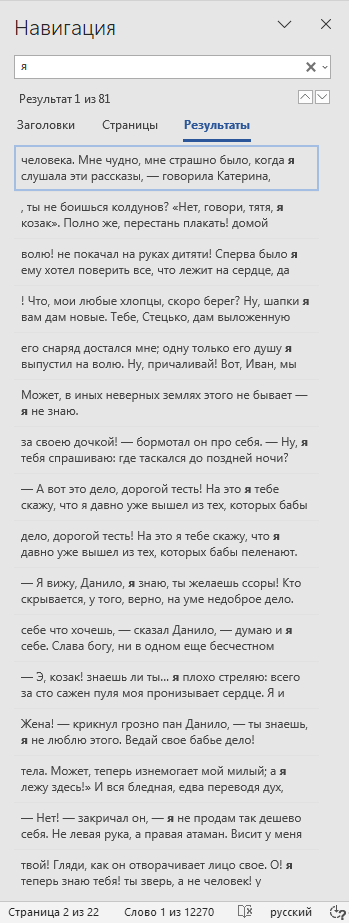 Навигация
я
Результат 1 из 81
Заголовки Страницы Результаты
человека. Мне чудно, мне страшно было, когда я
слушала эти рассказы, — говорила Катерина,
, ты не боишься колдунов? «Нет, говори, тятя, я
козак». Полно же, перестань плакать! домой
волю! не покачал на руках дитяти! Сперва было я
ему хотел поверить все, что лежит на сердце, да
! Что, мои любые хлопцы, скоро берег? Ну, шапки я
вам дам новые. Тебе, Стецько, дам выложенную
его снаряд достался мне; одну только его душу я
выпустил на волю. Ну, причаливай! Вот, Иван, мы
Может, в иных неверных землях этого не бывает —
я не знаю.
за своею дочкой! — бормотал он про себя. — Ну, я
тебя спрашиваю: где таскался до поздней ночи?
— А вот это дело, дорогой тесть! На это я тебе
скажу, что я давно уже вышел из тех, которых бабы
дело, дорогой тесть! На это я тебе скажу, что я
давно уже вышел из тех, которых бабы пеленают.
— Я вижу, Данило, я знаю, ты желаешь ссоры! Кто
скрывается, у того, верно, на уме недоброе дело.
себе что хочешь, — сказал Данило, — думаю и я
себе. Слава богу, ни в одном еще бесчестном
— Э, козак! знаешь ли ты... я плохо стреляю: всего
за сто сажен пуля моя пронизывает сердце. Я и
Жена! — крикнул грозно пан Данило, — ты знаешь,
я не люблю этого. Ведай свое бабье дело!
тела. Может, теперь изнемогает мой милый; а я
лежу здесь!» И вся бледная, едва переводя дух,
— Нет! — закричал он, — я не продам так дешево
себя. Не левая рука, а правая атаман. Висит у меня
твой! Гляди, как он отворачивает лицо свое. О! я
теперь знаю тебя! ты зверь, а не человек! у
Страница 2 из 22 Слово 1 из 12270 русский